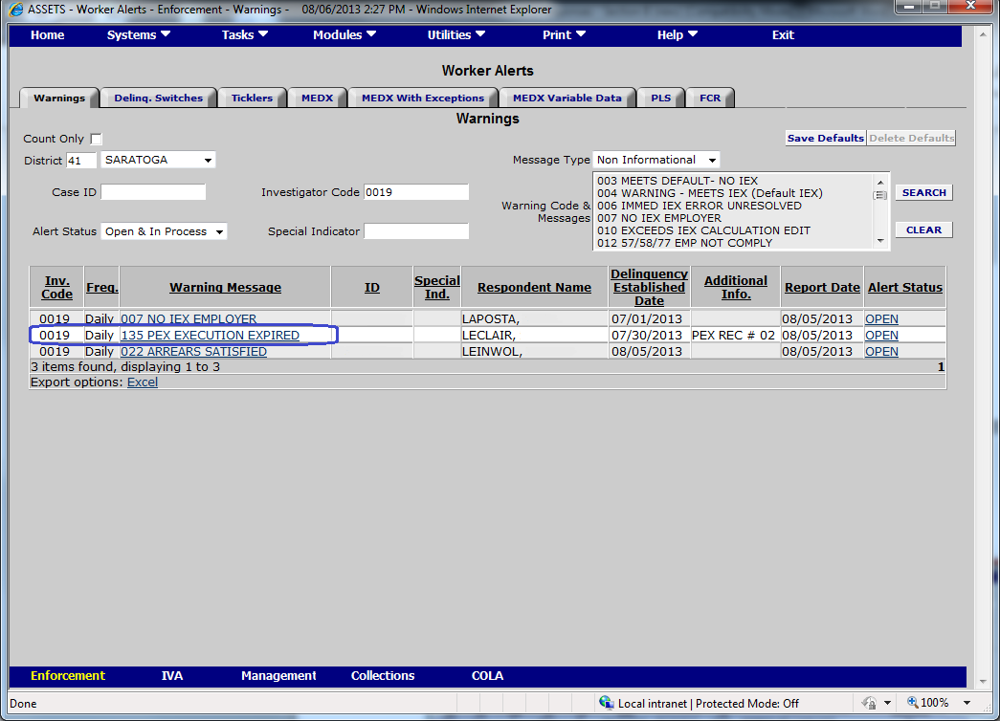 ASSETS - Worker Alerts - Enforcement - Warnings -    08/06/2013 2:27 PM - Windows Internet Explorer
Home Systems Tasks Modules Utilities Print Help Exit
Worker Alerts
Warnings Delinq. Switches Ticklers MEDX MEDX With Exceptions MEDX Variable Data PLS FCR
Warnings
Count Only Save Defaults Delete Defaults
District 41 SARATOGA Message Type Non Informational
Case ID Investigator Code 0019
Alert Status Open & In Process Special Indicator
Warning Code &
Messages
003 MEETS DEFAULT- NO IEX
004 WARNING - MEETS IEX (Default IEX)
006 IMMED IEX ERROR UNRESOLVED
007 NO IEX EMPLOYER
010 EXCEEDS IEX CALCULATION EDIT
012 57/58/77 EMP NOT COMPLY
SEARCH
CLEAR
Inv. Code Freq. Warning Message ID Special Ind. Respondent Name Delinquency Established Date Additional Info. Report Date Alert Status
0019 Daily 007 NO IEX EMPLOYER LAPOSTA, 07/01/2013 08/05/2013 OPEN
0019 Daily 135 PEX EXECUTION EXPIRED LECLAIR, 07/30/2013 PEX REC # 02 08/05/2013 OPEN
0019 Daily 022 ARREARS SATISFIED LEINWOL, 08/05/2013 08/05/2013 OPEN
3 items found, displaying 1 to 3 1
Export options: Excel
Enforcement IVA Management Collections COLA
Done Local intranet | Protected Mode: Off 100%